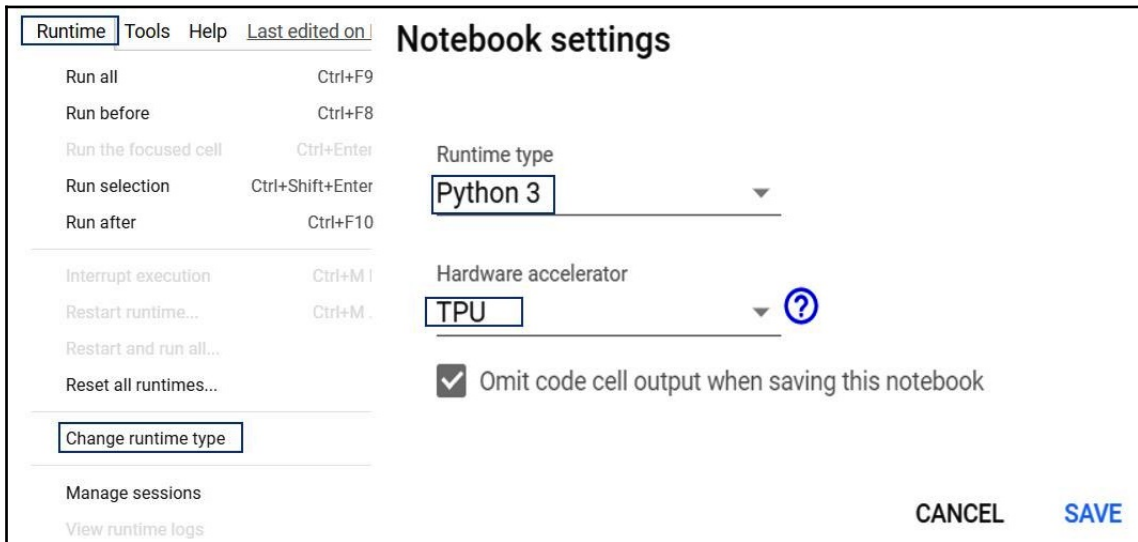 Runtime Tools Help Last edited on
Run all Ctrl+F9
Run before Ctrl+F8
Run the focused cell Ctrl+Enter
Run selection Ctrl+Shift+Enter
Run after Ctrl+F10
Interrupt execution Ctrl+M
Restart runtime... Ctrl+M .
Restart and run all...
Reset all runtimes...
Change runtime type
Manage sessions
View runtime logs
Notebook settings
Runtime type
Python 3
Hardware accelerator
TPU ?
Omit code cell output when saving this notebook
CANCEL SAVE